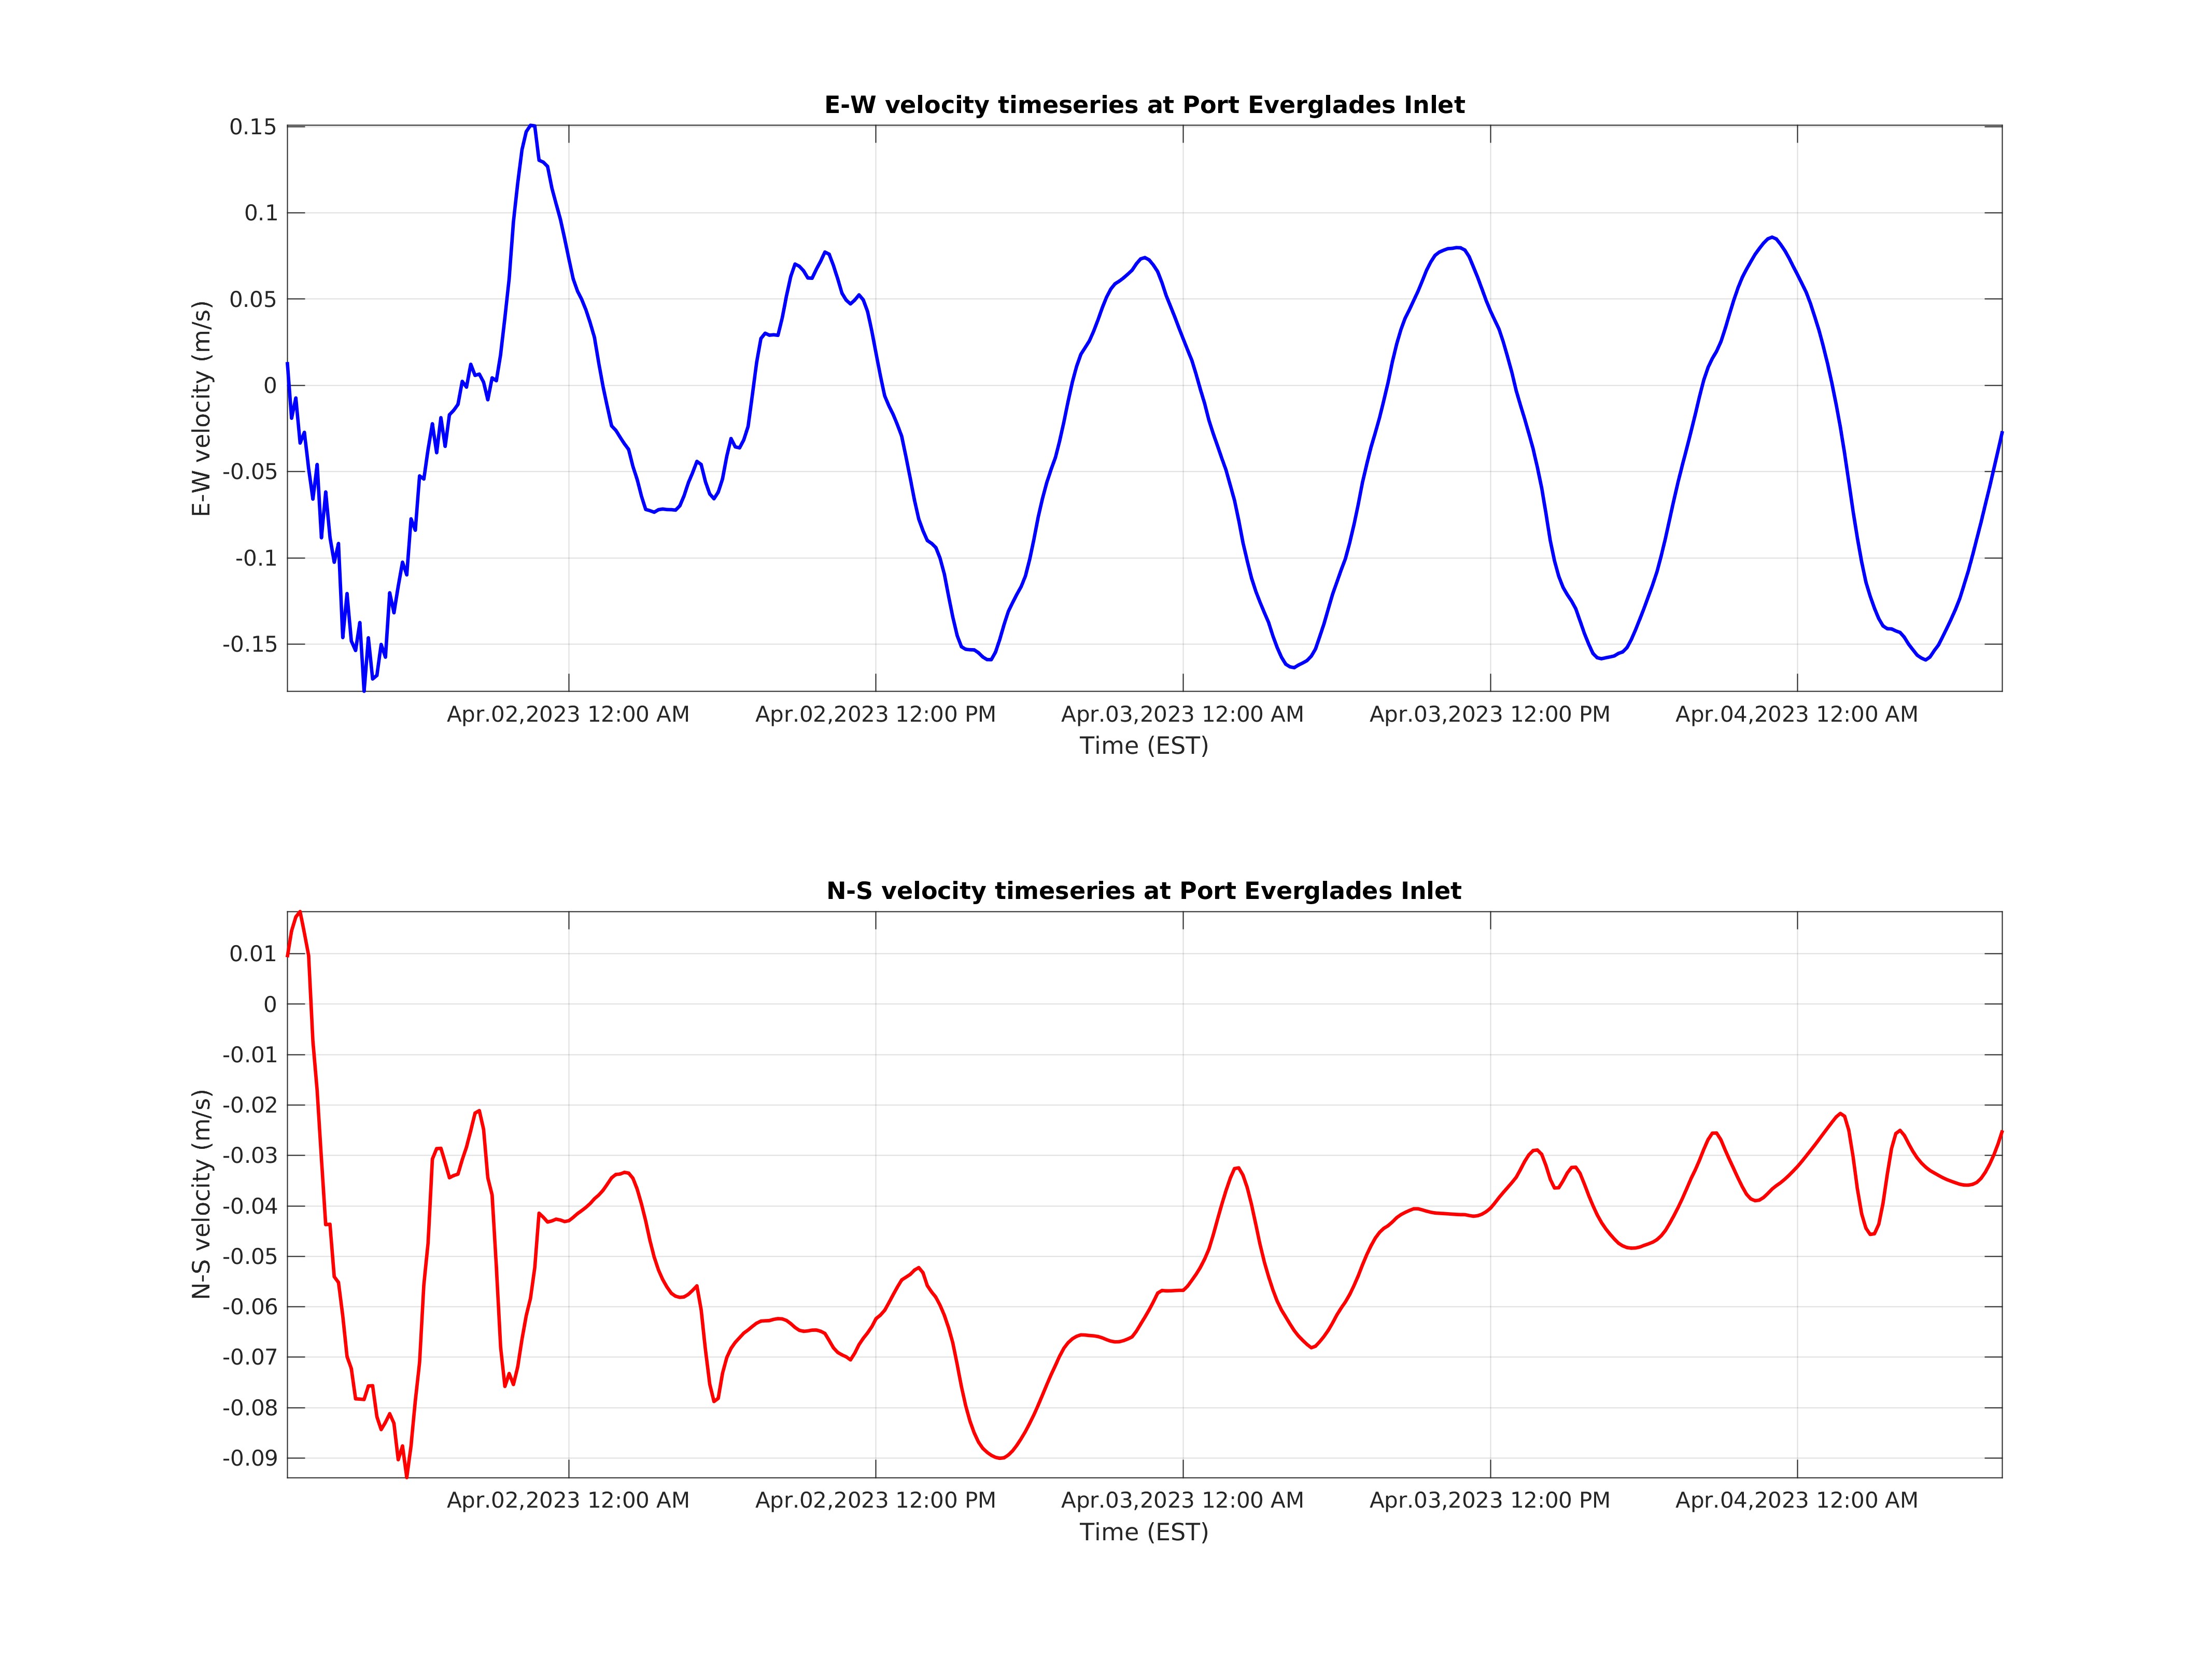 E-W velocity timeseries at Port Everglades Inlet
0.15
0.1
0.05
0
-0.05
-0.1
-0.15
E-W velocity (m/s)
Apr.02,2023 12:00 AM Apr.02,2023 12:00 PM Apr.03,2023 12:00 AM Apr.03,2023 12:00 PM Apr.04,2023 12:00 AM
Time (EST)
N-S velocity timeseries at Port Everglades Inlet
0.01
0
-0.01
-0.02
-0.03
-0.04
-0.05
-0.06
-0.07
-0.08
-0.09
N-S velocity (m/s)
Apr.02,2023 12:00 AM Apr.02,2023 12:00 PM Apr.03,2023 12:00 AM Apr.03,2023 12:00 PM Apr.04,2023 12:00 AM
Time (EST)